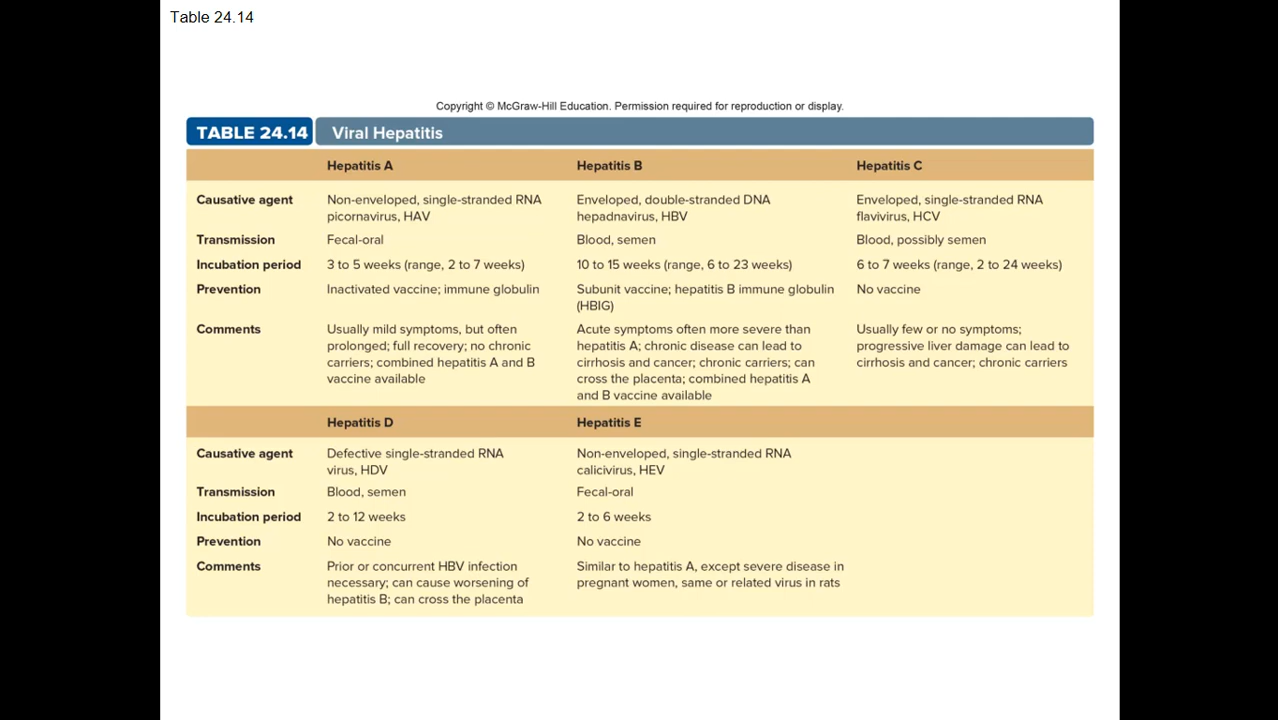 Table 24.14
Copyright © McGraw-Hill Education. Permission required for reproduction or display.
TABLE 24.14 Viral Hepatitis
Hepatitis A Hepatitis B Hepatitis C
Causative agent Non-enveloped, single-stranded RNA Enveloped, double-stranded DNA Enveloped, single-stranded RNA
picornavirus, HAV hepadnavirus, HBV flavivirus, HCV
Transmission Fecal-oral Blood, semen Blood, possibly semen
Incubation period 3 to 5 weeks (range, 2 to 7 weeks) 10 to 15 weeks (range, 6 to 23 weeks) 6 to 7 weeks (range, 2 to 24 weeks)
Prevention Inactivated vaccine; immune globulin Subunit vaccine; hepatitis B immune globulin No vaccine
(HBIG)
Comments Usually mild symptoms, but often Acute symptoms often more severe than Usually few or no symptoms;
prolonged; full recovery; no chronic hepatitis A; chronic disease can lead to progressive liver damage can lead to
carriers; combined hepatitis A and B cirrhosis and cancer; chronic carriers; can cirrhosis and cancer; chronic carriers
vaccine available cross the placenta; combined hepatitis A
and B vaccine available
Hepatitis D Hepatitis E
Causative agent Defective single-stranded RNA Non-enveloped, single-stranded RNA
virus, HDV calicivirus, HEV
Transmission Blood, semen Fecal-oral
Incubation period 2 to 12 weeks 2 to 6 weeks
Prevention No vaccine No vaccine
Comments Prior or concurrent HBV infection Similar to hepatitis A, except severe disease in
necessary; can cause worsening of pregnant women, same or related virus in rats
hepatitis B; can cross the placenta